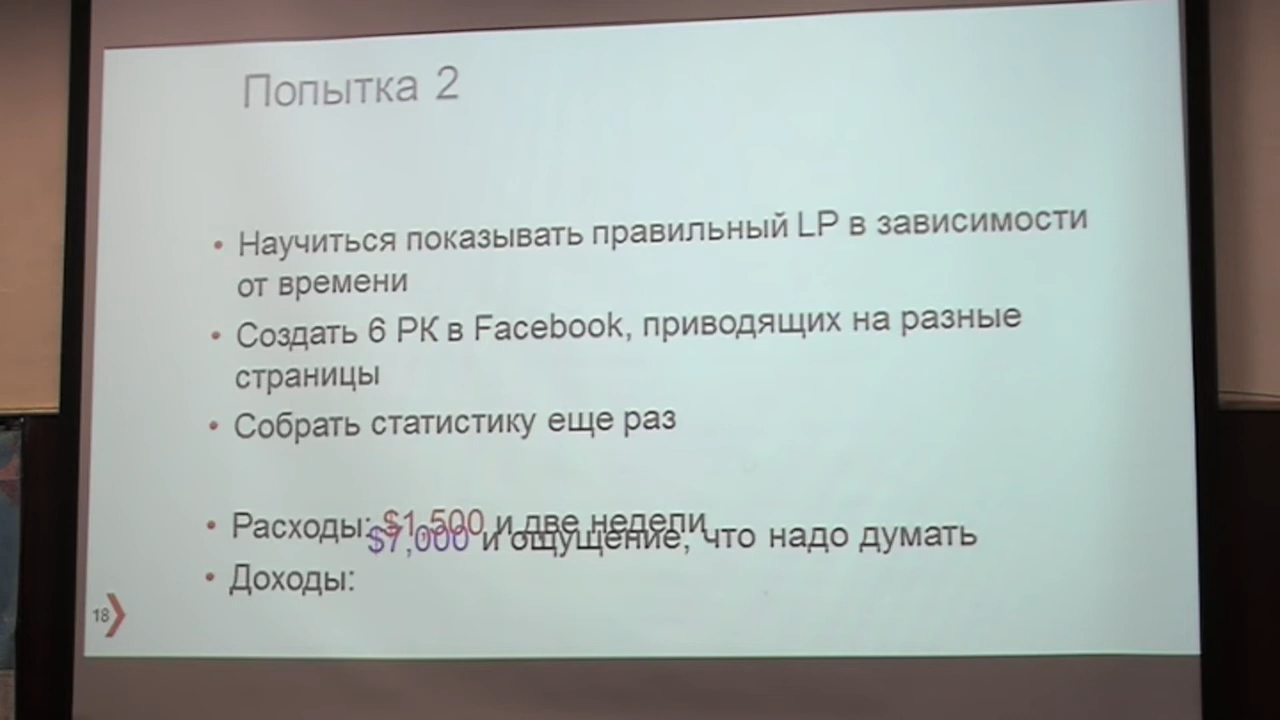 Попытка 2
• Научиться показывать правильный LP в зависимости
от времени
• Создать 6 РК в Facebook, приводящих на разные
страницы
• Собрать статистику еще раз
• Расходы: $1,500 и две недели
$7,000 и ощущение, что надо думать
• Доходы:
18